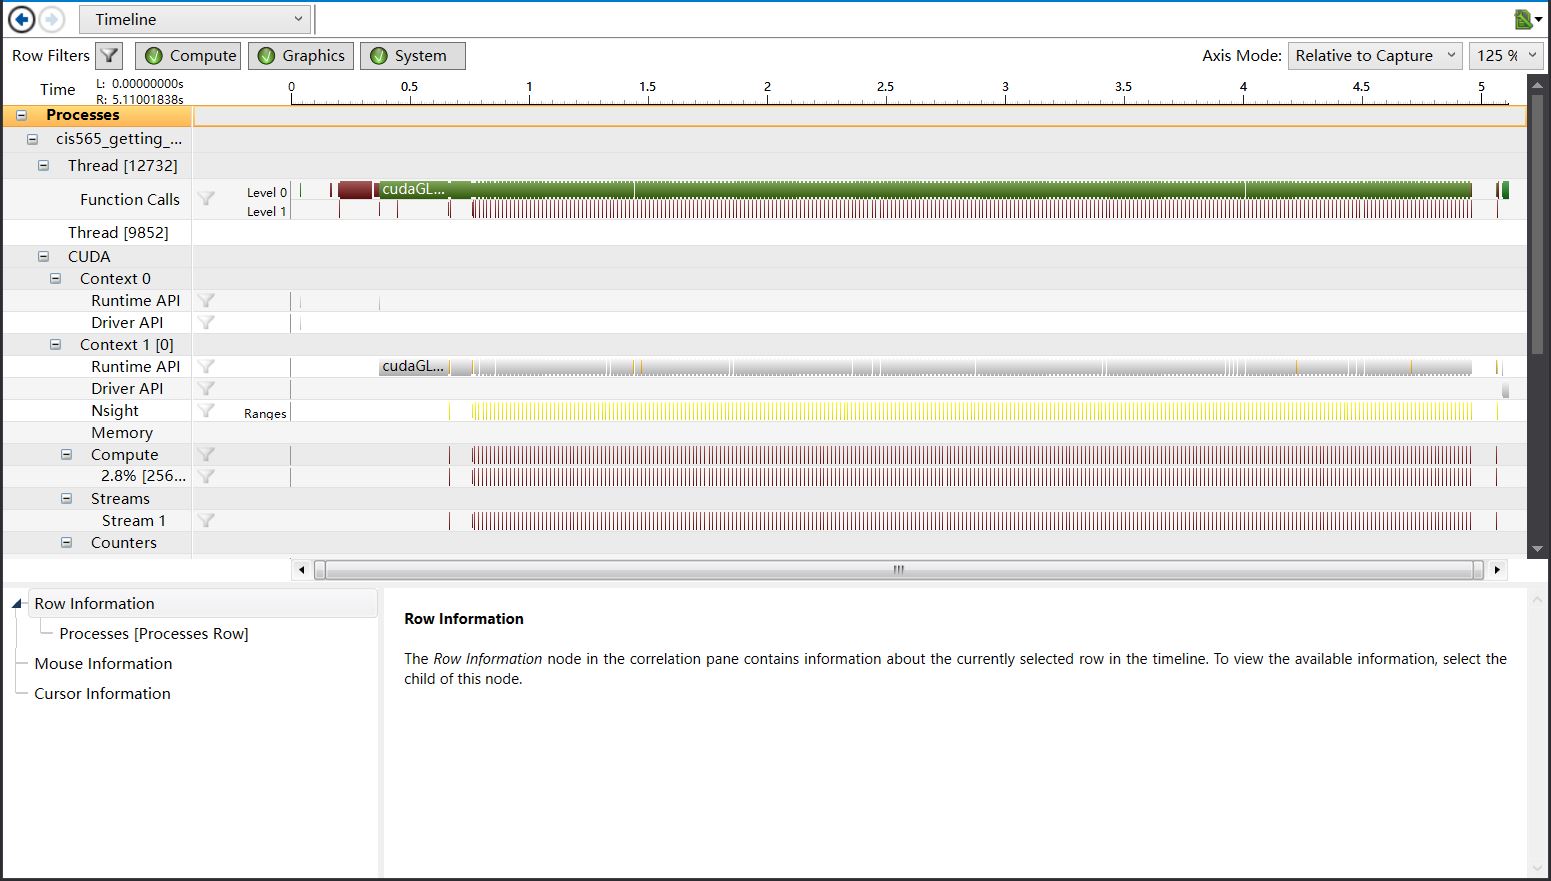 Timeline
Row Filters Compute Graphics System Axis Mode: Relative to Capture 125 %
Time L: 0.00000000s 0 0.5 1 1.5 2 2.5 3 3.5 4 4.5 5
R: 5.11001838s
Processes
cis565_getting_...
Thread [12732]
Function Calls Level 0 cudaGL...
Level 1
Thread [9852]
CUDA
Context 0
Runtime API
Driver API
Context 1 [0]
Runtime API cudaGL...
Driver API
Nsight Ranges
Memory
Compute
2.8% [256...
Streams
Stream 1
Counters
Row Information
Processes [Processes Row]
Mouse Information
Cursor Information
Row Information
The Row Information node in the correlation pane contains information about the currently selected row in the timeline. To view the available information, select the
child of this node.